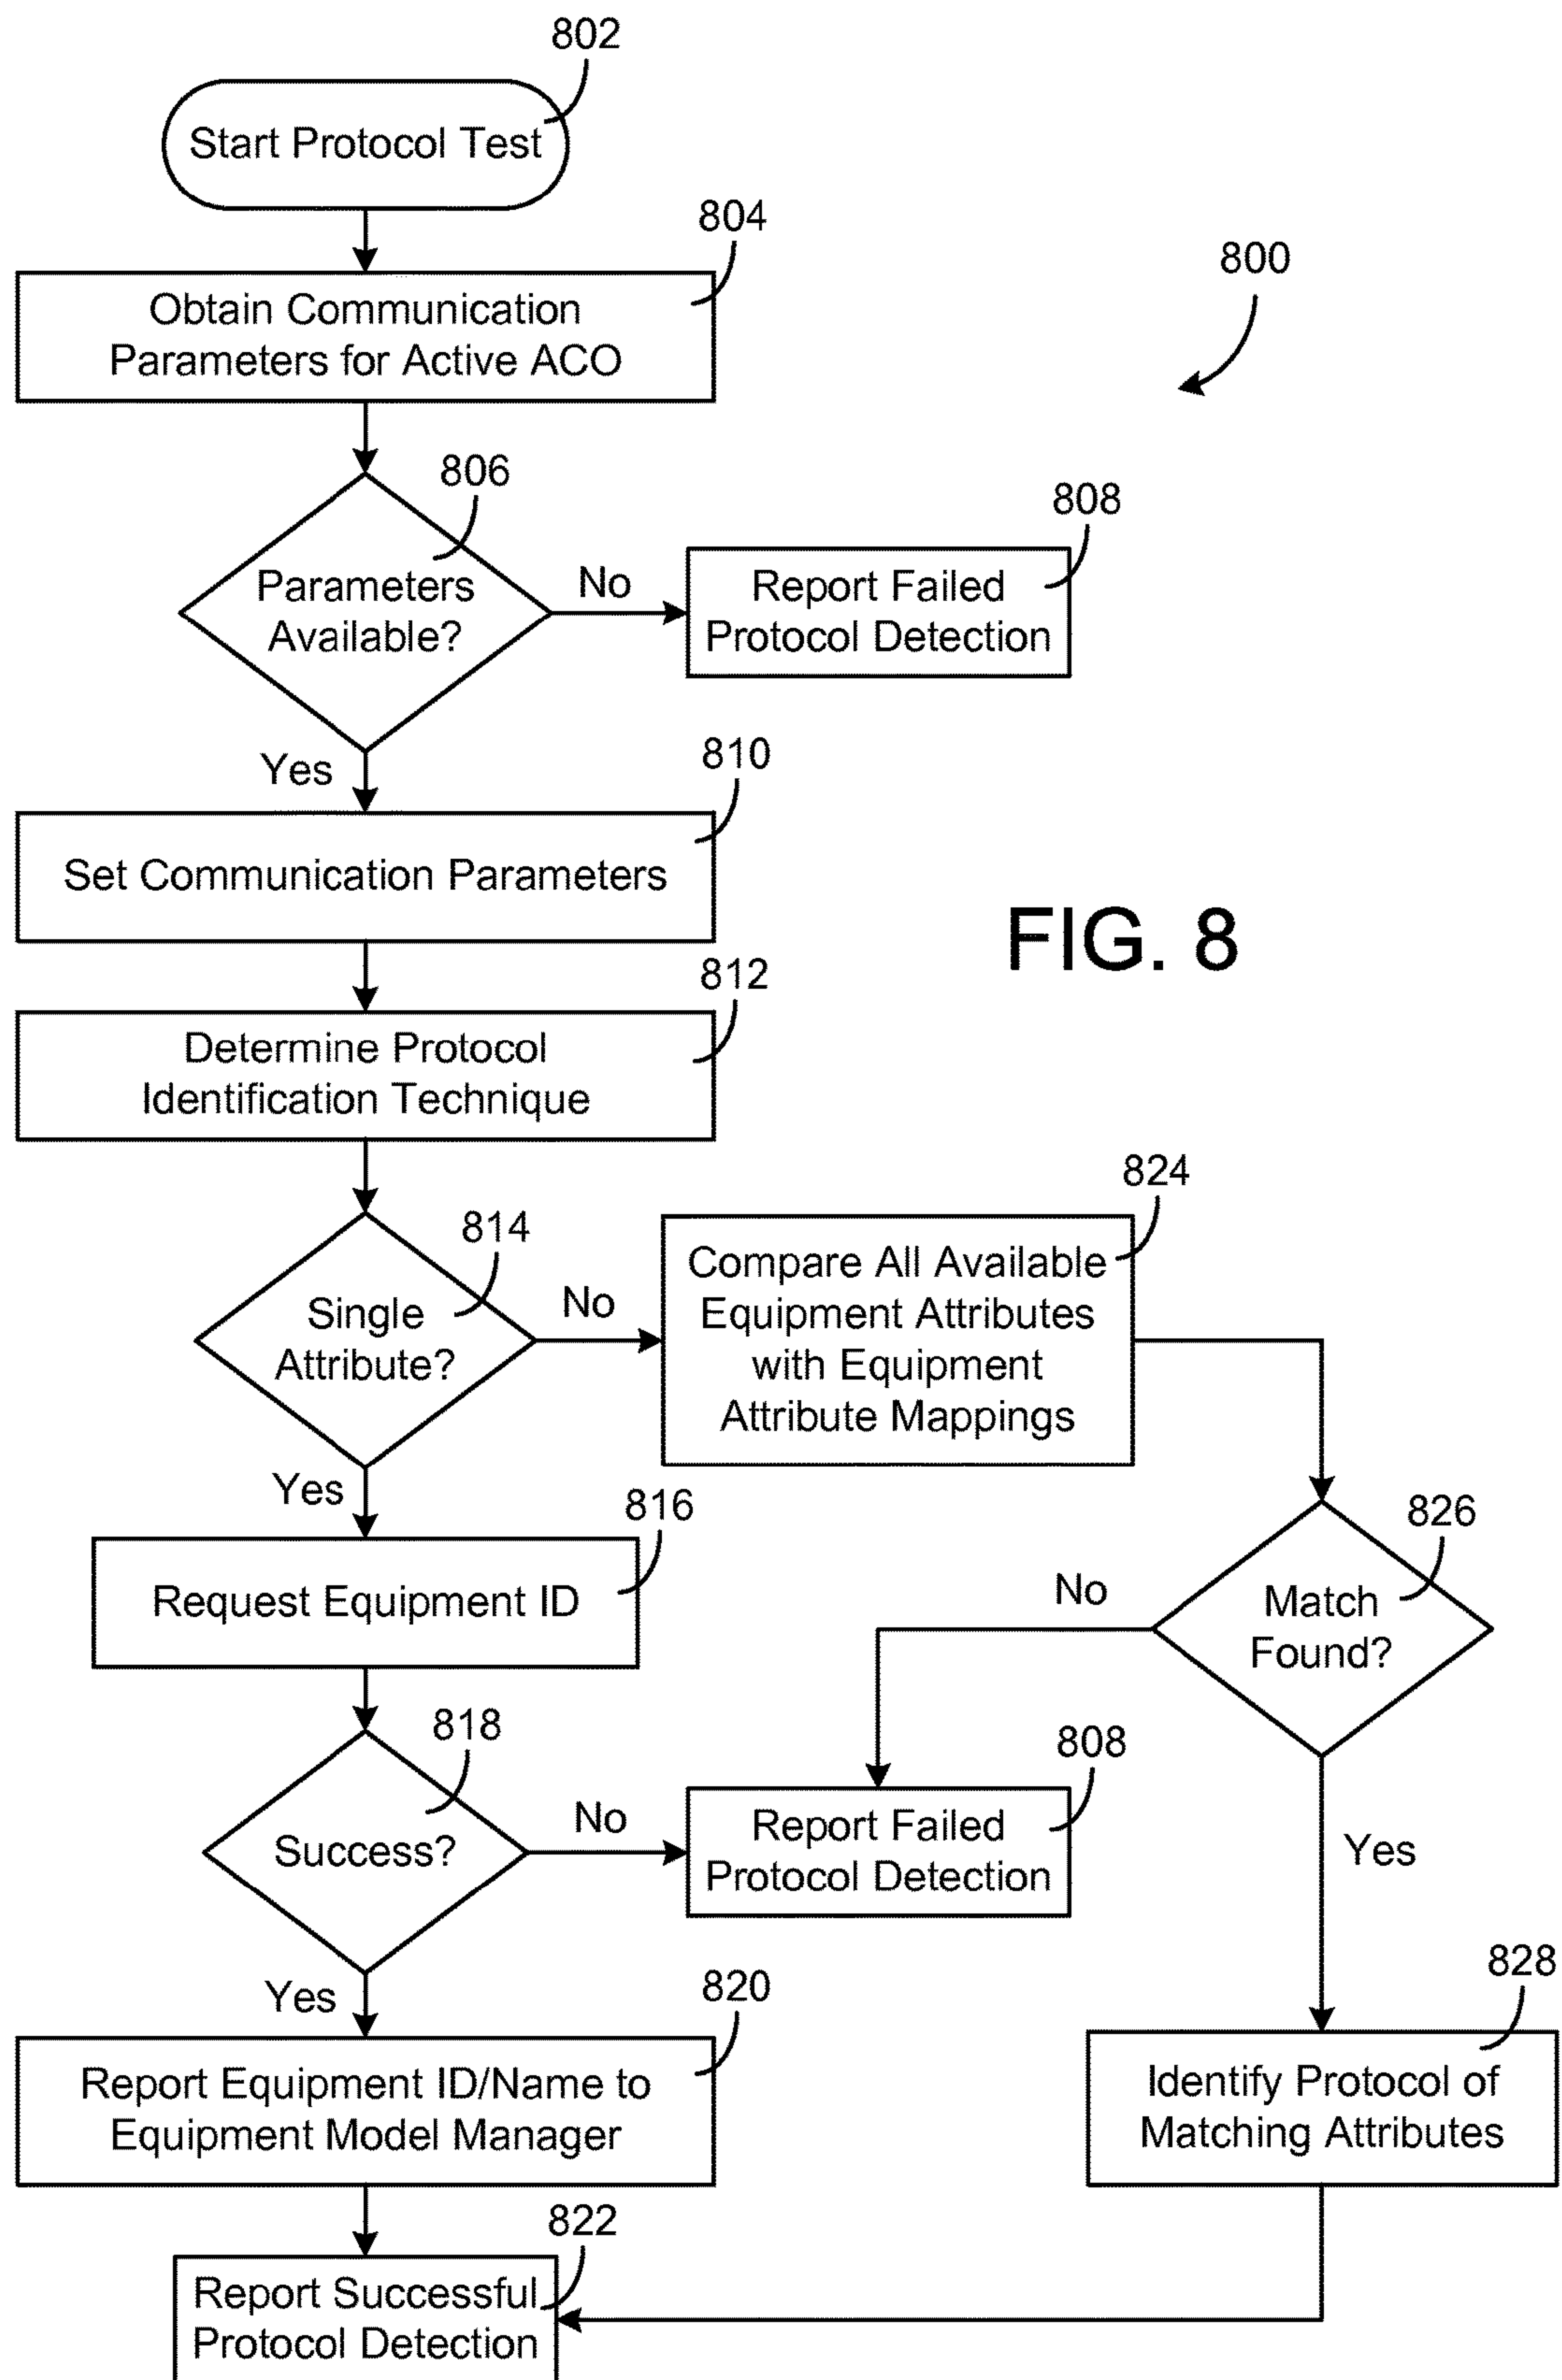 802
Start Protocol Test
804
Obtain Communication
Parameters for Active ACO
800
806
Parameters
Available?
No
808
Report Failed
Protocol Detection
Yes
810
Set Communication Parameters
FIG. 8
812
Determine Protocol
Identification Technique
814
Single
Attribute?
No
824
Compare All Available
Equipment Attributes
with Equipment
Attribute Mappings
Yes
816
Request Equipment ID
826
Match
Found?
No
818
Success?
No
808
Report Failed
Protocol Detection
Yes
Yes
820
Report Equipment ID/Name to
Equipment Model Manager
828
Identify Protocol of
Matching Attributes
822
Report Successful
Protocol Detection